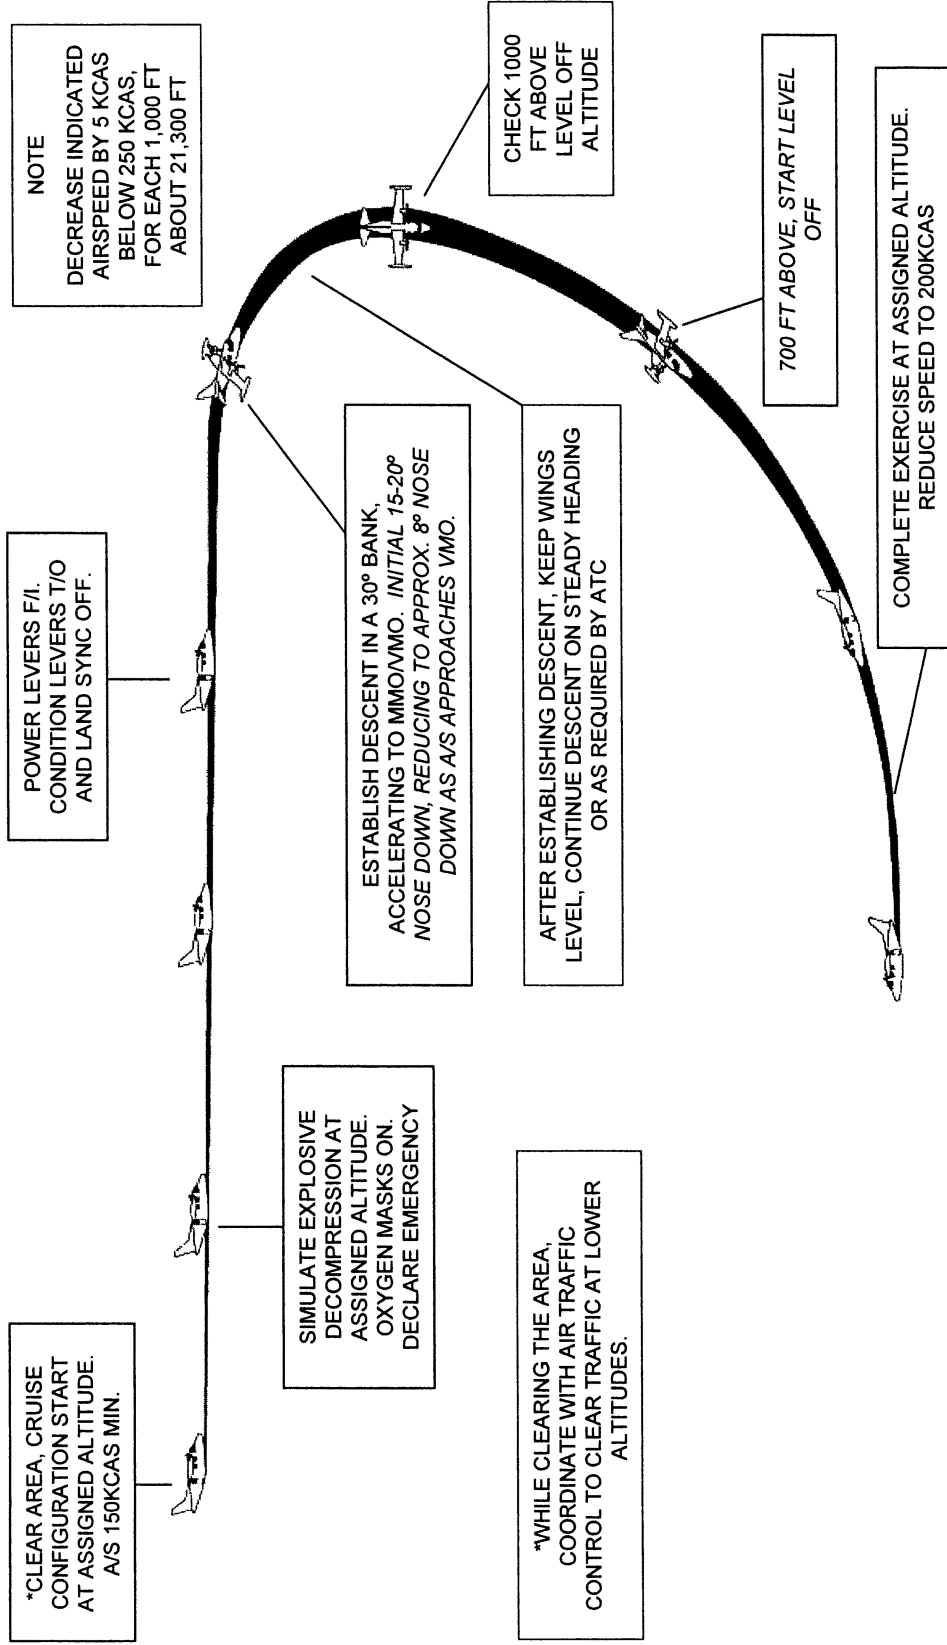 *CLEAR AREA, CRUISE
CONFIGURATION START
AT ASSIGNED ALTITUDE.
A/S 150KCAS MIN.
SIMULATE EXPLOSIVE
DECOMPRESSION AT
ASSIGNED ALTITUDE.
OXYGEN MASKS ON.
DECLARE EMERGENCY
POWER LEVERS F/I.
CONDITION LEVERS T/O
AND LAND SYNC OFF.
ESTABLISH DESCENT IN A 30º BANK,
ACCELERATING TO MMO/VMO. INITIAL 15-20º
NOSE DOWN, REDUCING TO APPROX. 8º NOSE
DOWN AS A/S APPROACHES VMO.
NOTE
DECREASE INDICATED
AIRSPEED BY 5 KCAS
BELOW 250 KCAS,
FOR EACH 1,000 FT
ABOUT 21,300 FT
AFTER ESTABLISHING DESCENT, KEEP WINGS
LEVEL, CONTINUE DESCENT ON STEADY HEADING
OR AS REQUIRED BY ATC
CHECK 1000
FT ABOVE
LEVEL OFF
ALTITUDE
700 FT ABOVE, START LEVEL
OFF
COMPLETE EXERCISE AT ASSIGNED ALTITUDE.
REDUCE SPEED TO 200KCAS
*WHILE CLEARING THE AREA,
COORDINATE WITH AIR TRAFFIC
CONTROL TO CLEAR TRAFFIC AT LOWER
ALTITUDES.